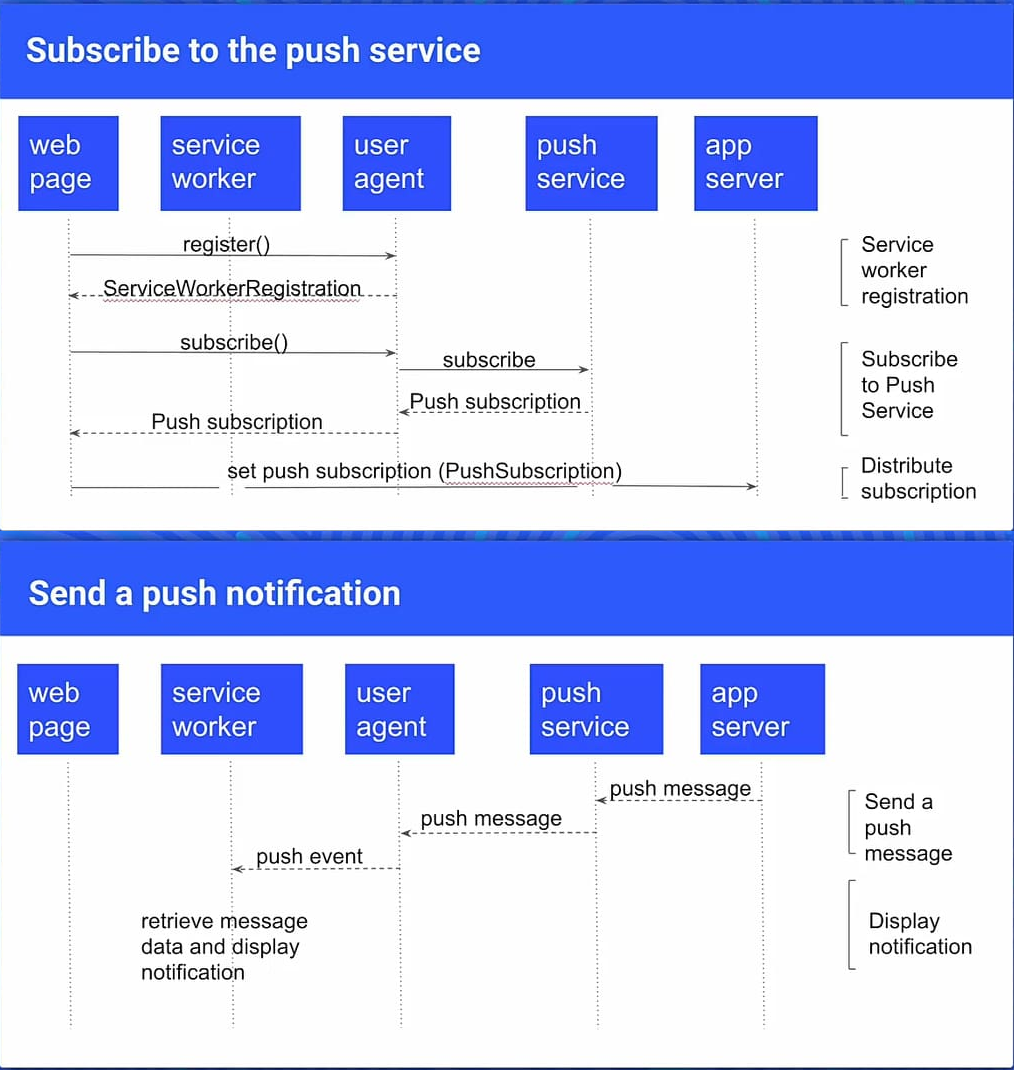 Subscribe to the push service
web
page
service
worker
user
agent
push
service
app
server
register()
ServiceWorkerRegistration
Service
worker
registration
subscribe()
subscribe
Push subscription
Push subscription
Subscribe
to Push
Service
set push subscription (PushSubscription)
Distribute
subscription
Send a push notification
web
page
service
worker
user
agent
push
service
app
server
push message
push message
push event
Send a
push
message
retrieve message
data and display
notification
Display
notification